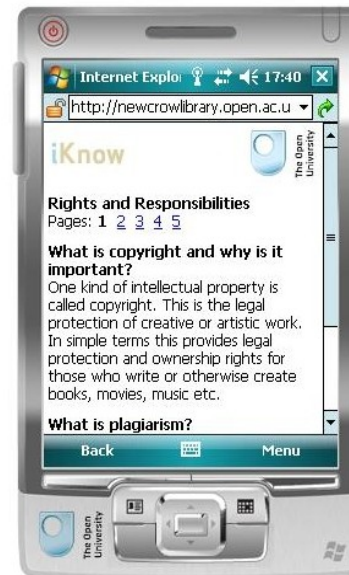 Internet Explo 17:40
http://newcrowlibrary.open.ac.u
iKnow
The Open
University
Rights and Responsibilities
Pages: 1 2 3 4 5
What is copyright and why is it
important?
One kind of intellectual property is
called copyright. This is the legal
protection of creative or artistic work.
In simple terms this provides legal
protection and ownership rights for
those who write or otherwise create
books, movies, music etc.
What is plagiarism?
Back Menu
The Open
University